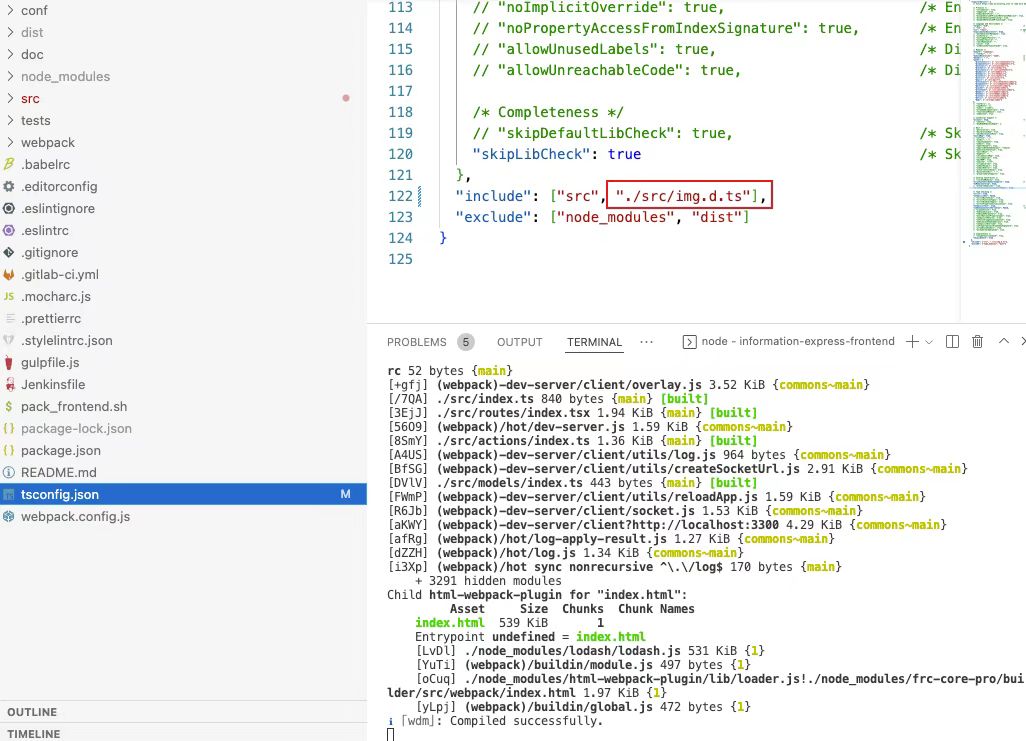 conf
dist
doc
node_modules
src
tests
webpack
.babelrc
.editorconfig
.eslintignore
.eslintrc
.gitignore
.gitlab-ci.yml
.mocharc.js
.prettierrc
.stylelintrc.json
gulpfile.js
Jenkinsfile
pack_frontend.sh
package-lock.json
package.json
README.md
tsconfig.json M
webpack.config.js
OUTLINE
TIMELINE
113 // "noImplicitOverride": true, /* En
114 // "noPropertyAccessFromIndexSignature": true, /* En
115 // "allowUnusedLabels": true, /* Di
116 // "allowUnreachableCode": true, /* Di
117
118 /* Completeness */
119 // "skipDefaultLibCheck": true, /* Sk
120 "skipLibCheck": true /* Sk
121 },
122 "include": ["src", "./src/img.d.ts"],
123 "exclude": ["node_modules", "dist"]
124 }
125
PROBLEMS 5 OUTPUT TERMINAL ··· node - information-express-frontend
rc 52 bytes {main}
[+gfj] (webpack)-dev-server/client/overlay.js 3.52 KiB {commons~main}
[/7QA] ./src/index.ts 840 bytes {main} [built]
[3EjJ] ./src/routes/index.tsx 1.94 KiB {main} [built]
[56O9] (webpack)/hot/dev-server.js 1.59 KiB {commons~main}
[8SmY] ./src/actions/index.ts 1.36 KiB {main} [built]
[A4US] (webpack)-dev-server/client/utils/log.js 964 bytes {commons~main}
[BfSG] (webpack)-dev-server/client/utils/createSocketUrl.js 2.91 KiB {commons~main}
[DVlV] ./src/models/index.ts 443 bytes {main} [built]
[FWmP] (webpack)-dev-server/client/utils/reloadApp.js 1.59 KiB {commons~main}
[R6Jb] (webpack)-dev-server/client/socket.js 1.53 KiB {commons~main}
[aKWY] (webpack)-dev-server/client?http://localhost:3300 4.29 KiB {commons~main}
[afRg] (webpack)/hot/log-apply-result.js 1.27 KiB {commons~main}
[dZZH] (webpack)/hot/log.js 1.34 KiB {commons~main}
[i3Xp] (webpack)/hot sync nonrecursive ^\.\/log$ 170 bytes {main}
+ 3291 hidden modules
Child html-webpack-plugin for "index.html":
Asset Size Chunks Chunk Names
index.html 539 KiB 1
Entrypoint undefined = index.html
[LvDl] ./node_modules/lodash/lodash.js 531 KiB {1}
[YuTi] (webpack)/buildin/module.js 497 bytes {1}
[oCuq] ./node_modules/html-webpack-plugin/lib/loader.js!./node_modules/frc-core-pro/bui
lder/src/webpack/index.html 1.97 KiB {1}
[yLpj] (webpack)/buildin/global.js 472 bytes {1}
ℹ ｢wdm｣: Compiled successfully.